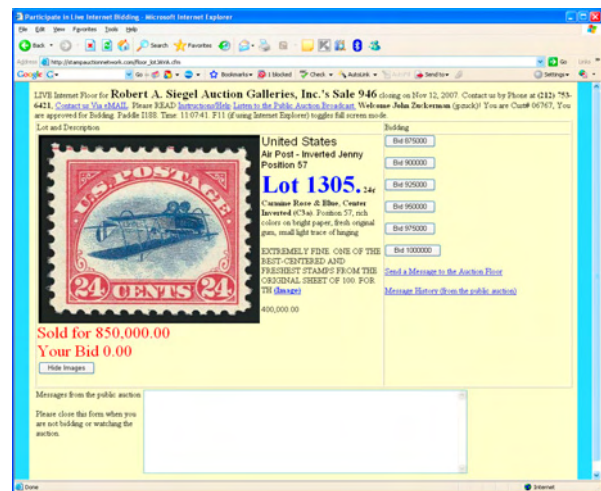 Participate in Live Internet Bidding - Microsoft Internet Explorer
File Edit View Favorites Tools Help
Back Search Favorites
Address http://stampauctionnetwork.com/floor_
Google G Go Bookmarks 1 blocked Check AutoLink Send to Settings
LIVE Internet Floor for Robert A. Siegel Auction Galleries, Inc.'s Sale 946 closing on Nov 12, 2007. Contact us by Phone at (212) 753-
6421, Contact us Via eMAIL. Please READ Instructions/Help Listen to the Public Auction Broadcast, Welcome John Zuckerman (jpzuck)! You are Cust# 06767, You
are approved for Bidding. Paddle I188. Time: 11:07:41. F11 (if using Internet Explorer) toggles full screen
mode.
Lot and Description
Bidding
U.S. POSTAGE
24 CENTS 24
United States
Air Post - Inverted Jenny
Position 57
Lot 1305. 24c
Carmine Rose & Blue, Center
Inverted (C3a). Position 57, rich
colors on bright paper, fresh original
gum, small light trace of hinging
EXTREMELY FINE. ONE OF THE
BEST-CENTERED AND
FRESHEST STAMPS FROM THE
ORIGINAL SHEET OF 100. FOR
TH (Image)
400,000.00
Bid 875000
Bid 900000
Bid 925000
Bid 950000
Bid 975000
Bid 1000000
Send a Message to the Auction Floor
Message History (from the public auction)
Sold for 850,000.00
Your Bid 0.00
Hide Images
Messages from the public auction
Please close this form when you
are not bidding or watching the
auction.
Done
Internet